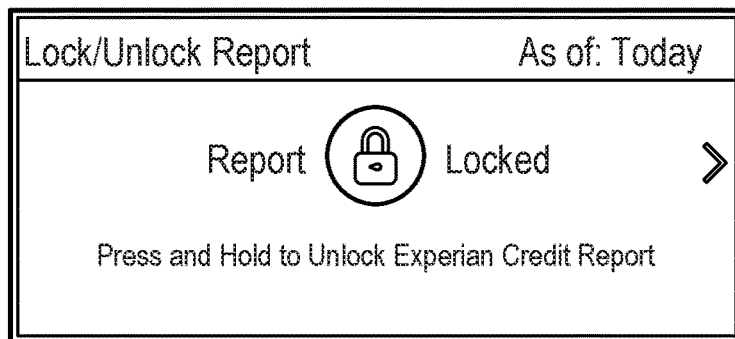 Lock/Unlock Report As of: Today
Report Locked
Press and Hold to Unlock Experian Credit Report